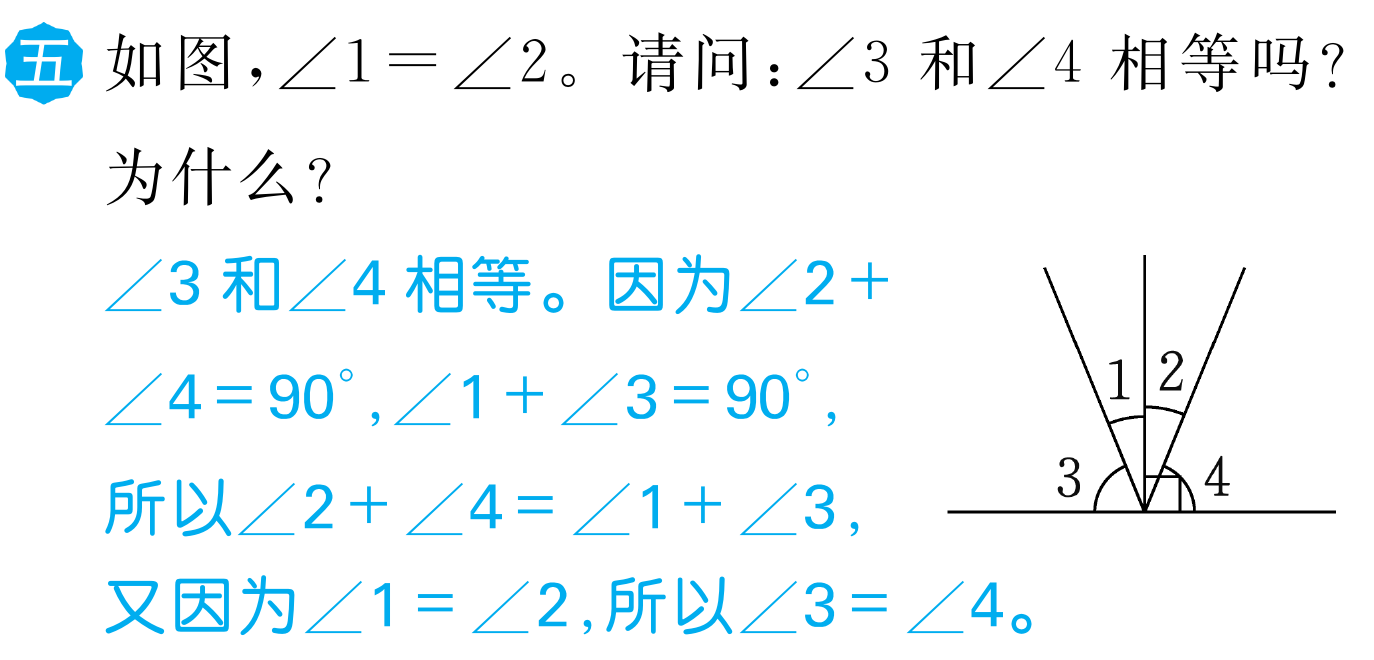 五 如图,∠1=∠2。请问:∠3 和∠4 相等吗?
为什么?
∠3 和∠4 相等。因为∠2+
∠4=90°,∠1+∠3=90°,
所以∠2+∠4=∠1+∠3,
又因为∠1=∠2,所以∠3=∠4。
1 2
3 4